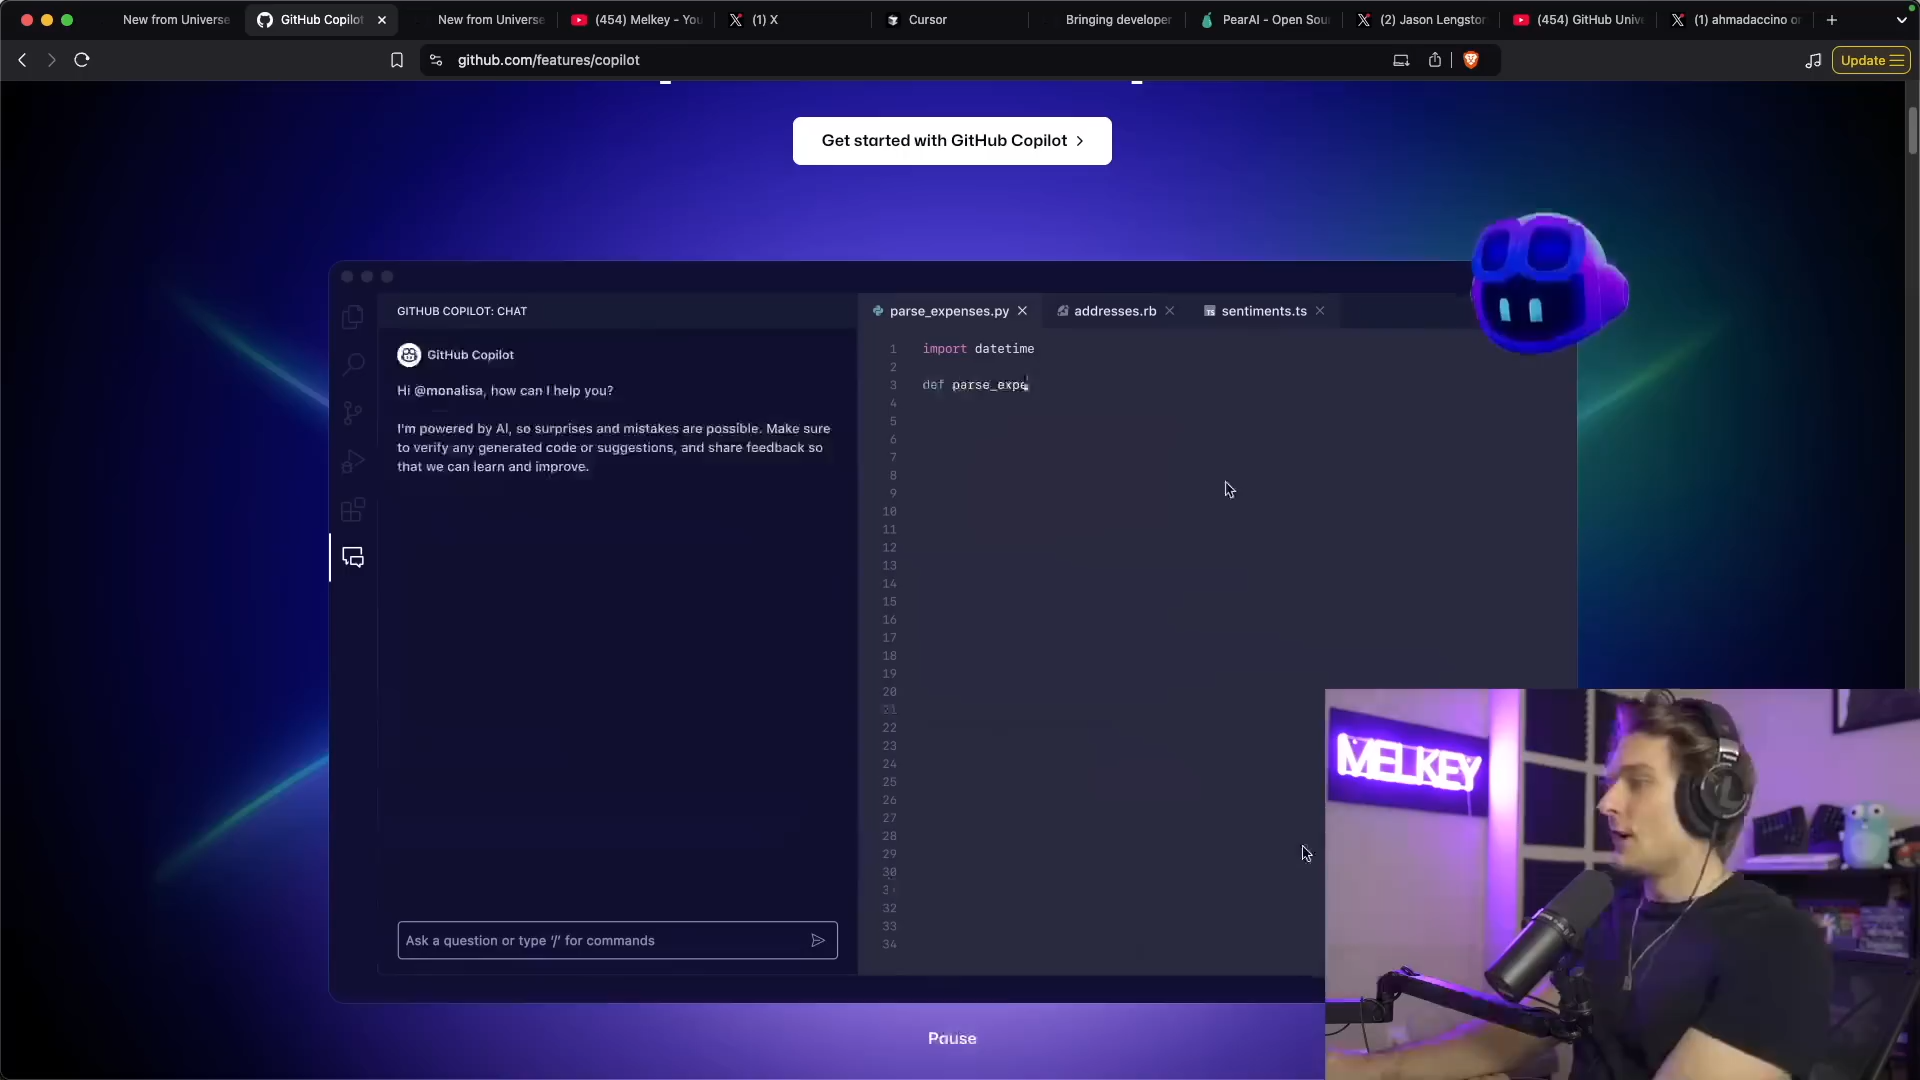 New from Universe
GitHub Copilot
New from Universe
(454) Melkey - You
(1) X
Cursor
Bringing developer
PearAI - Open Sou
(2) Jason Lengstor
(454) GitHub Unive
(1) ahmadaccino o
github.com/features/copilot
Update
Get started with GitHub Copilot >
GITHUB COPILOT: CHAT
parse_expenses.py
addresses.rb
TS
sentiments.ts
GitHub Copilot
Hi @monalisa, how can I help you?
I'm powered by AI, so surprises and mistakes are possible. Make sure
to verify any generated code or suggestions, and share feedback so
that we can learn and improve.
1 import datetime
2
3 def parse_expe
4
5
6
7
8
9
10
11
12
13
14
15
16
17
18
19
20
21
22
23
24
25
26
27
28
29
30
32
33
34
Ask a question or type '/' for commands
Pause
MELKEY